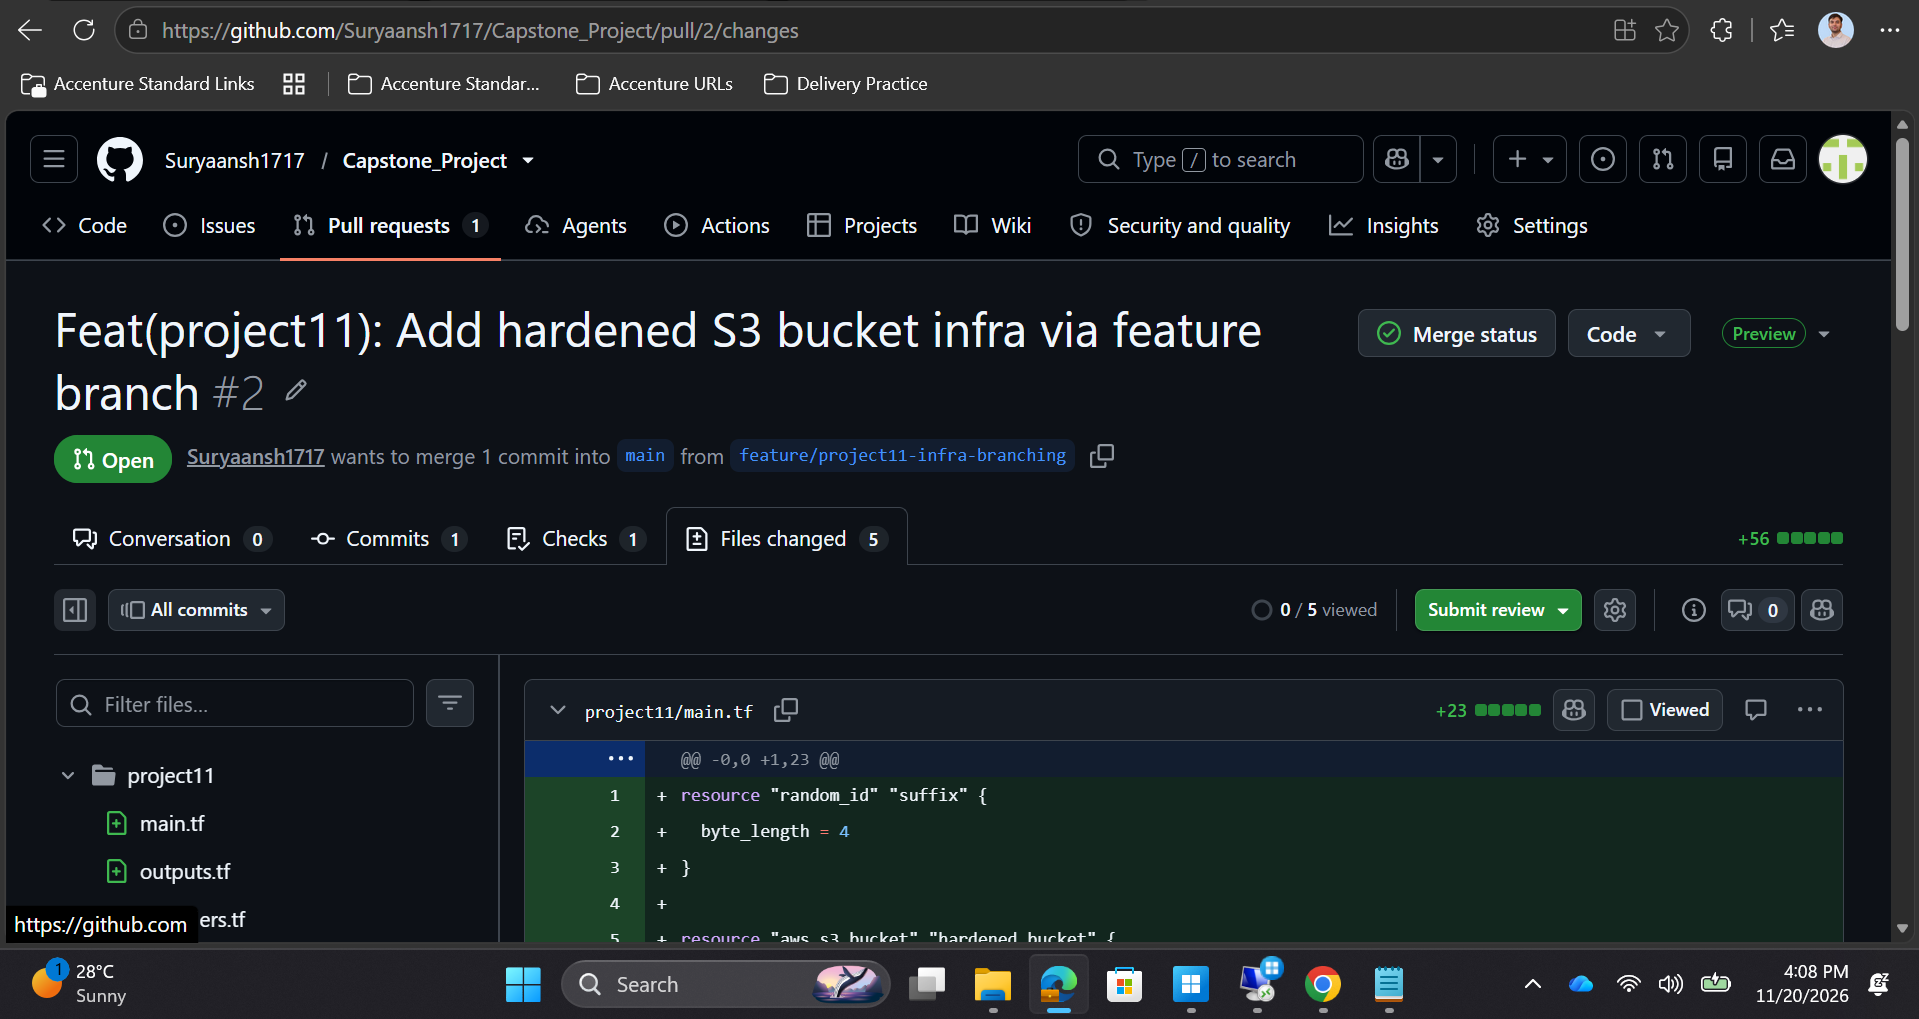 https://github.com/Suryaansh1717/Capstone_Project/pull/2/changes
Accenture Standard Links
Accenture Standar...
Accenture URLs
Delivery Practice
Suryaansh1717 / Capstone_Project
Type / to search
Code
Issues
Pull requests 1
Agents
Actions
Projects
Wiki
Security and quality
Insights
Settings
Feat(project11): Add hardened S3 bucket infra via feature
branch #2
Merge status
Code
Preview
Open
Suryaansh1717 wants to merge 1 commit into main from feature/project11-infra-branching
Conversation 0
Commits 1
Checks 1
Files changed 5
+56
All commits
0 / 5 viewed
Submit review
0
Filter files...
project11
main.tf
outputs.tf
ers.tf
project11/main.tf
+23
Viewed
@@ -0,0 +1,23 @@
1 + resource "random_id" "suffix" {
2 + byte_length = 4
3 + }
4 +
5 + resource "aws_s3_bucket" "hardened_bucket" {
https://github.com
1
28°C
Sunny
Search
4:08 PM
11/20/2026